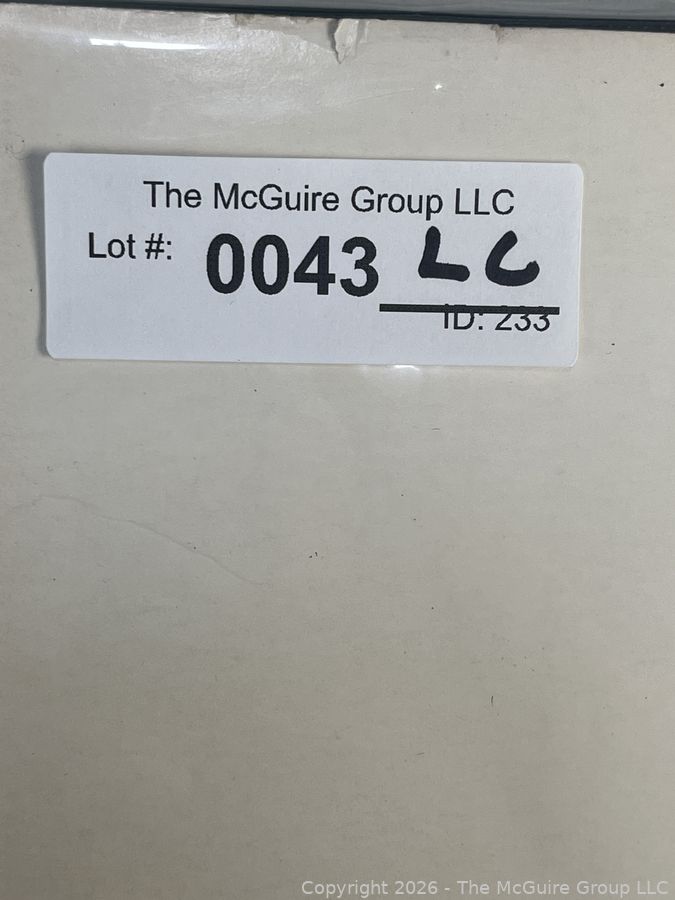 The McGuire Group LLC
Lot #: 0043 LC
ID: 233
Copyright 2026 - The McGuire Group LLC